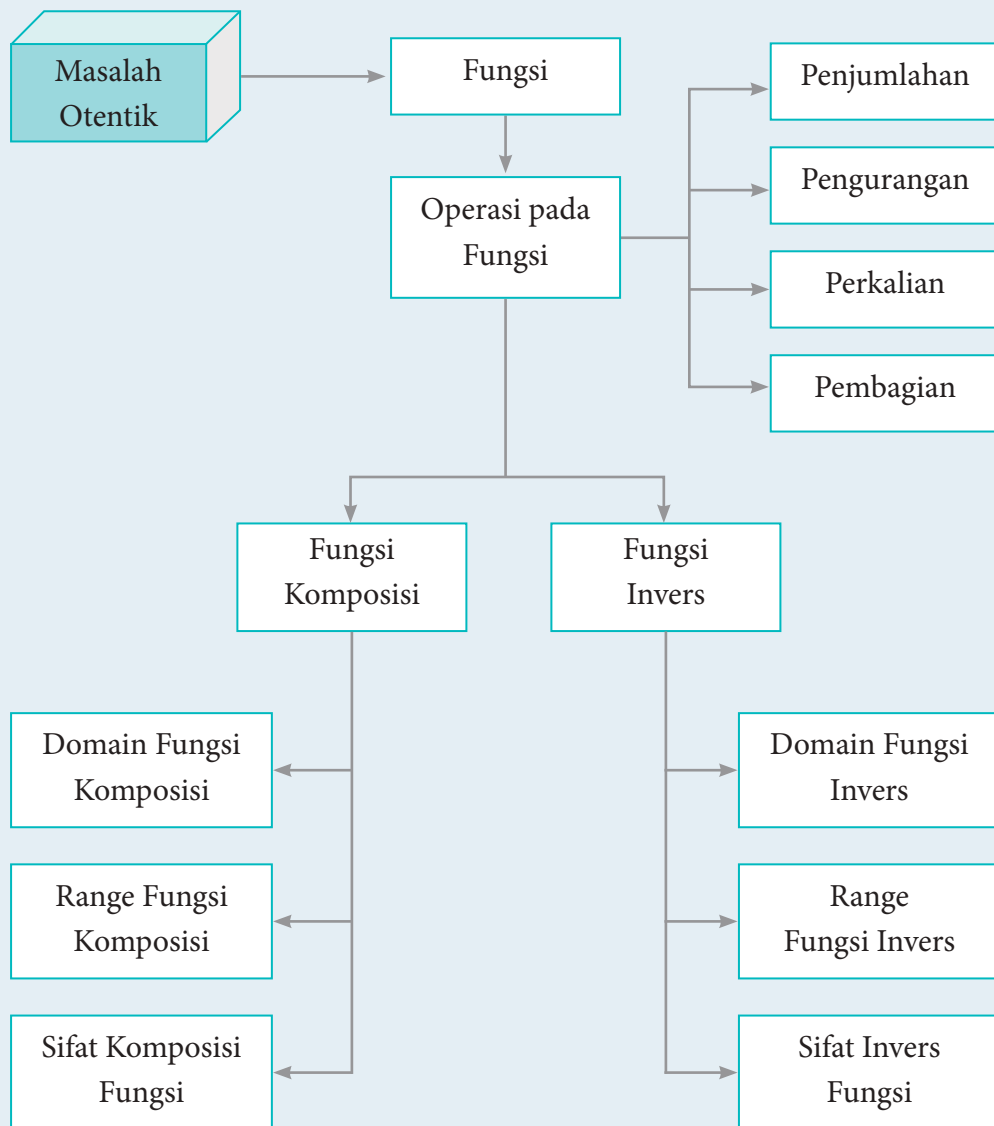 Masalah
Otentik
Fungsi
Penjumlahan
Operasi pada
Fungsi
Pengurangan
Perkalian
Pembagian
Fungsi
Komposisi
Fungsi
Invers
Domain Fungsi
Komposisi
Domain Fungsi
Invers
Range Fungsi
Komposisi
Range
Fungsi Invers
Sifat Komposisi
Fungsi
Sifat Invers
Fungsi